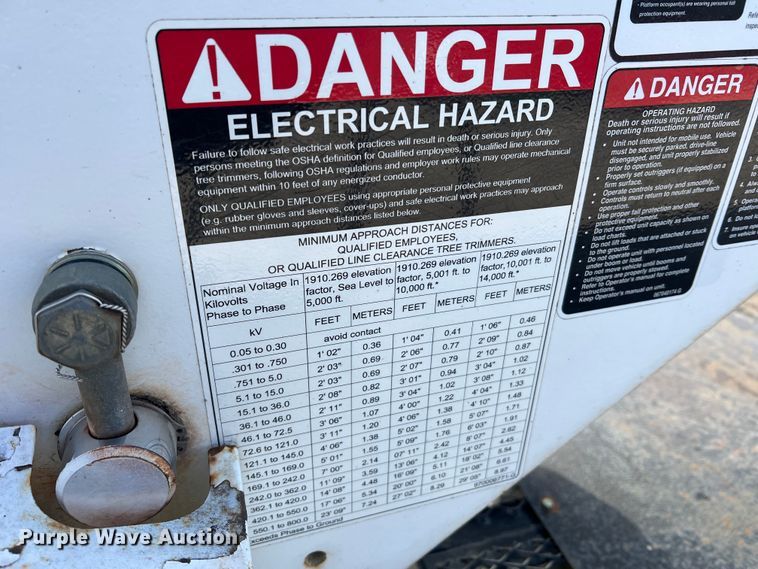 DANGER
ELECTRICAL HAZARD
Failure to follow safe electrical work practices will result in death or serious injury. Only
persons meeting the OSHA definition for Qualified employees, or Qualified line clearance
tree trimmers, following OSHA regulations and employer work rules may operate mechanical
equipment within 10 feet of any energized conductor.
ONLY QUALIFIED EMPLOYEES using appropriate personal protective equipment
(e.g. rubber gloves and sleeves, cover-ups) and safe electrical work practices may approach
within the minimum approach distances listed below.
MINIMUM APPROACH DISTANCES FOR:
QUALIFIED EMPLOYEES,
OR QUALIFIED LINE CLEARANCE TREE TRIMMERS.
Nominal Voltage In Kilovolts Phase to Phase
1910.269 elevation factor, Sea Level to 5,000 ft.
1910.269 elevation factor, 5,001 ft to 10,000 ft.*
1910.269 elevation factor, 10,001 ft to 14,000 ft.*
kV FEET METERS FEET METERS FEET METERS
0.05 to 0.30 avoid contact
.301 to .750 1' 02" 0.36 1' 04" 0.41 1' 06" 0.46
.751 to 5.0 2' 03" 0.69 2' 06" 0.77 2' 09" 0.84
5.1 to 15.0 2' 03" 0.69 2' 07" 0.79 2' 10" 0.87
15.1 to 36.0 2' 08" 0.82 3' 01" 0.94 3' 04" 1.02
36.1 to 46.0 2' 11" 0.89 3' 04" 1.02 3' 08" 1.12
46.1 to 72.5 3' 06" 1.07 4' 00" 1.22 4' 04" 1.33
72.6 to 121.0 3' 11" 1.20 4' 06" 1.38 4' 10" 1.48
121.1 to 145.0 4' 06" 1.38 5' 02" 1.58 5' 07" 1.71
145.1 to 169.0 5' 01" 1.55 5' 09" 1.76 6' 03" 1.91
169.1 to 242.0 7' 00" 2.14 07' 11" 2.42 8' 07" 2.62
242.0 to 362.0 11' 09" 3.59 13' 06" 4.12 14' 07" 4.45
362.1 to 420.0 14' 08" 4.48 16' 09" 5.11 18' 02" 5.54
420.1 to 550.0 17' 06" 5.34 20' 00" 6.10 21' 08" 6.61
550.1 to 800.0 23' 09" 7.24 27' 02" 8.29 29' 05" 8.97
exceeds Phase to Ground
DANGER
OPERATING HAZARD
Death or serious injury will result if
operating instructions are not followed.
• Unit not intended for mobile use. Vehicle
must be securely parked, drive-line
disengaged, and unit properly stabilized
prior to operation.
• Properly set outriggers (if equipped) on a
firm surface.
• Operate controls slowly and smoothly.
• Controls must return to neutral after each
operation.
• Use proper fall protection and other
protective equipment.
• Do not exceed unit capacity as shown on
load charts.
• Do not lift loads that are attached or stuck
to the ground.
• Do not operate unit with personnel located
under boom or load.
• Do not move vehicle until booms and
outriggers are properly stowed.
• Refer to Operator's manual for complete
instructions.
• Keep Operator's manual on unit.
• Platform occupant(s) are wearing personal fall
protection equipment.
Purple Wave Auction